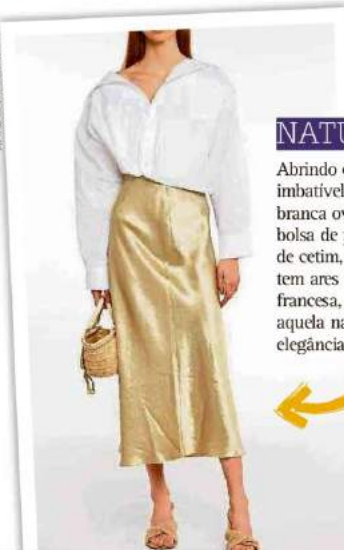 NATU
Abrindo
imbatível
branca ov
bolsa de
de cetim,
tem ares
francesa,
aquela na
elegância